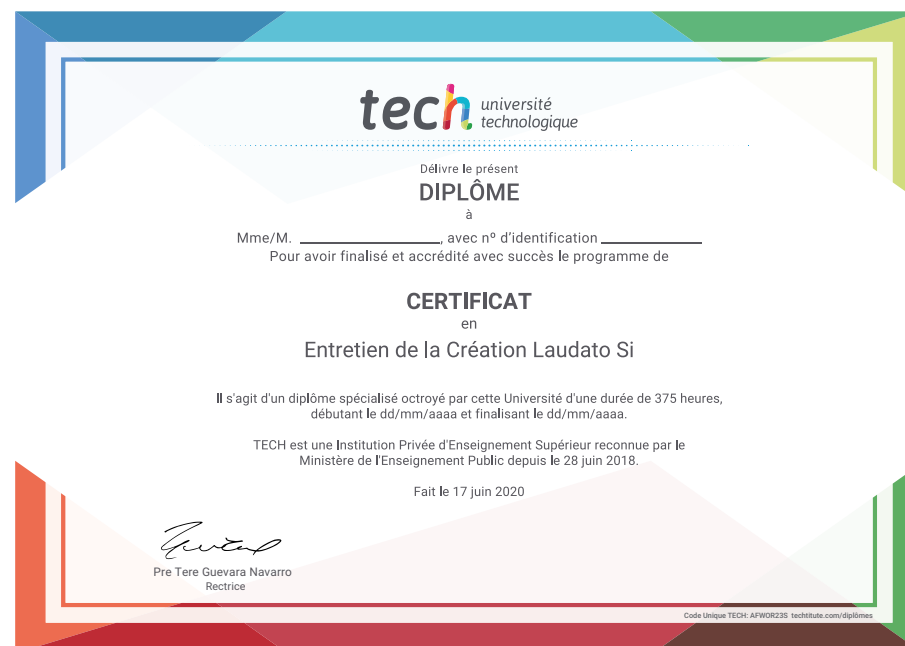 tech université
technologique
Délivre le présent
DIPLÔME
à
Mme/M. ____________________, avec nº d'identification ______________
Pour avoir finalisé et accrédité avec succès le programme de
CERTIFICAT
en
Entretien de la Création Laudato Si
Il s'agit d'un diplôme spécialisé octroyé par cette Université d'une durée de 375 heures,
débutant le dd/mm/aaaa et finalisant le dd/mm/aaaa.
TECH est une Institution Privée d'Enseignement Supérieur reconnue par le
Ministère de l'Enseignement Public depuis le 28 juin 2018.
Fait le 17 juin 2020
Pre Tere Guevara Navarro
Rectrice
Code Unique TECH: AFWOR23S techtitute.com/diplômes